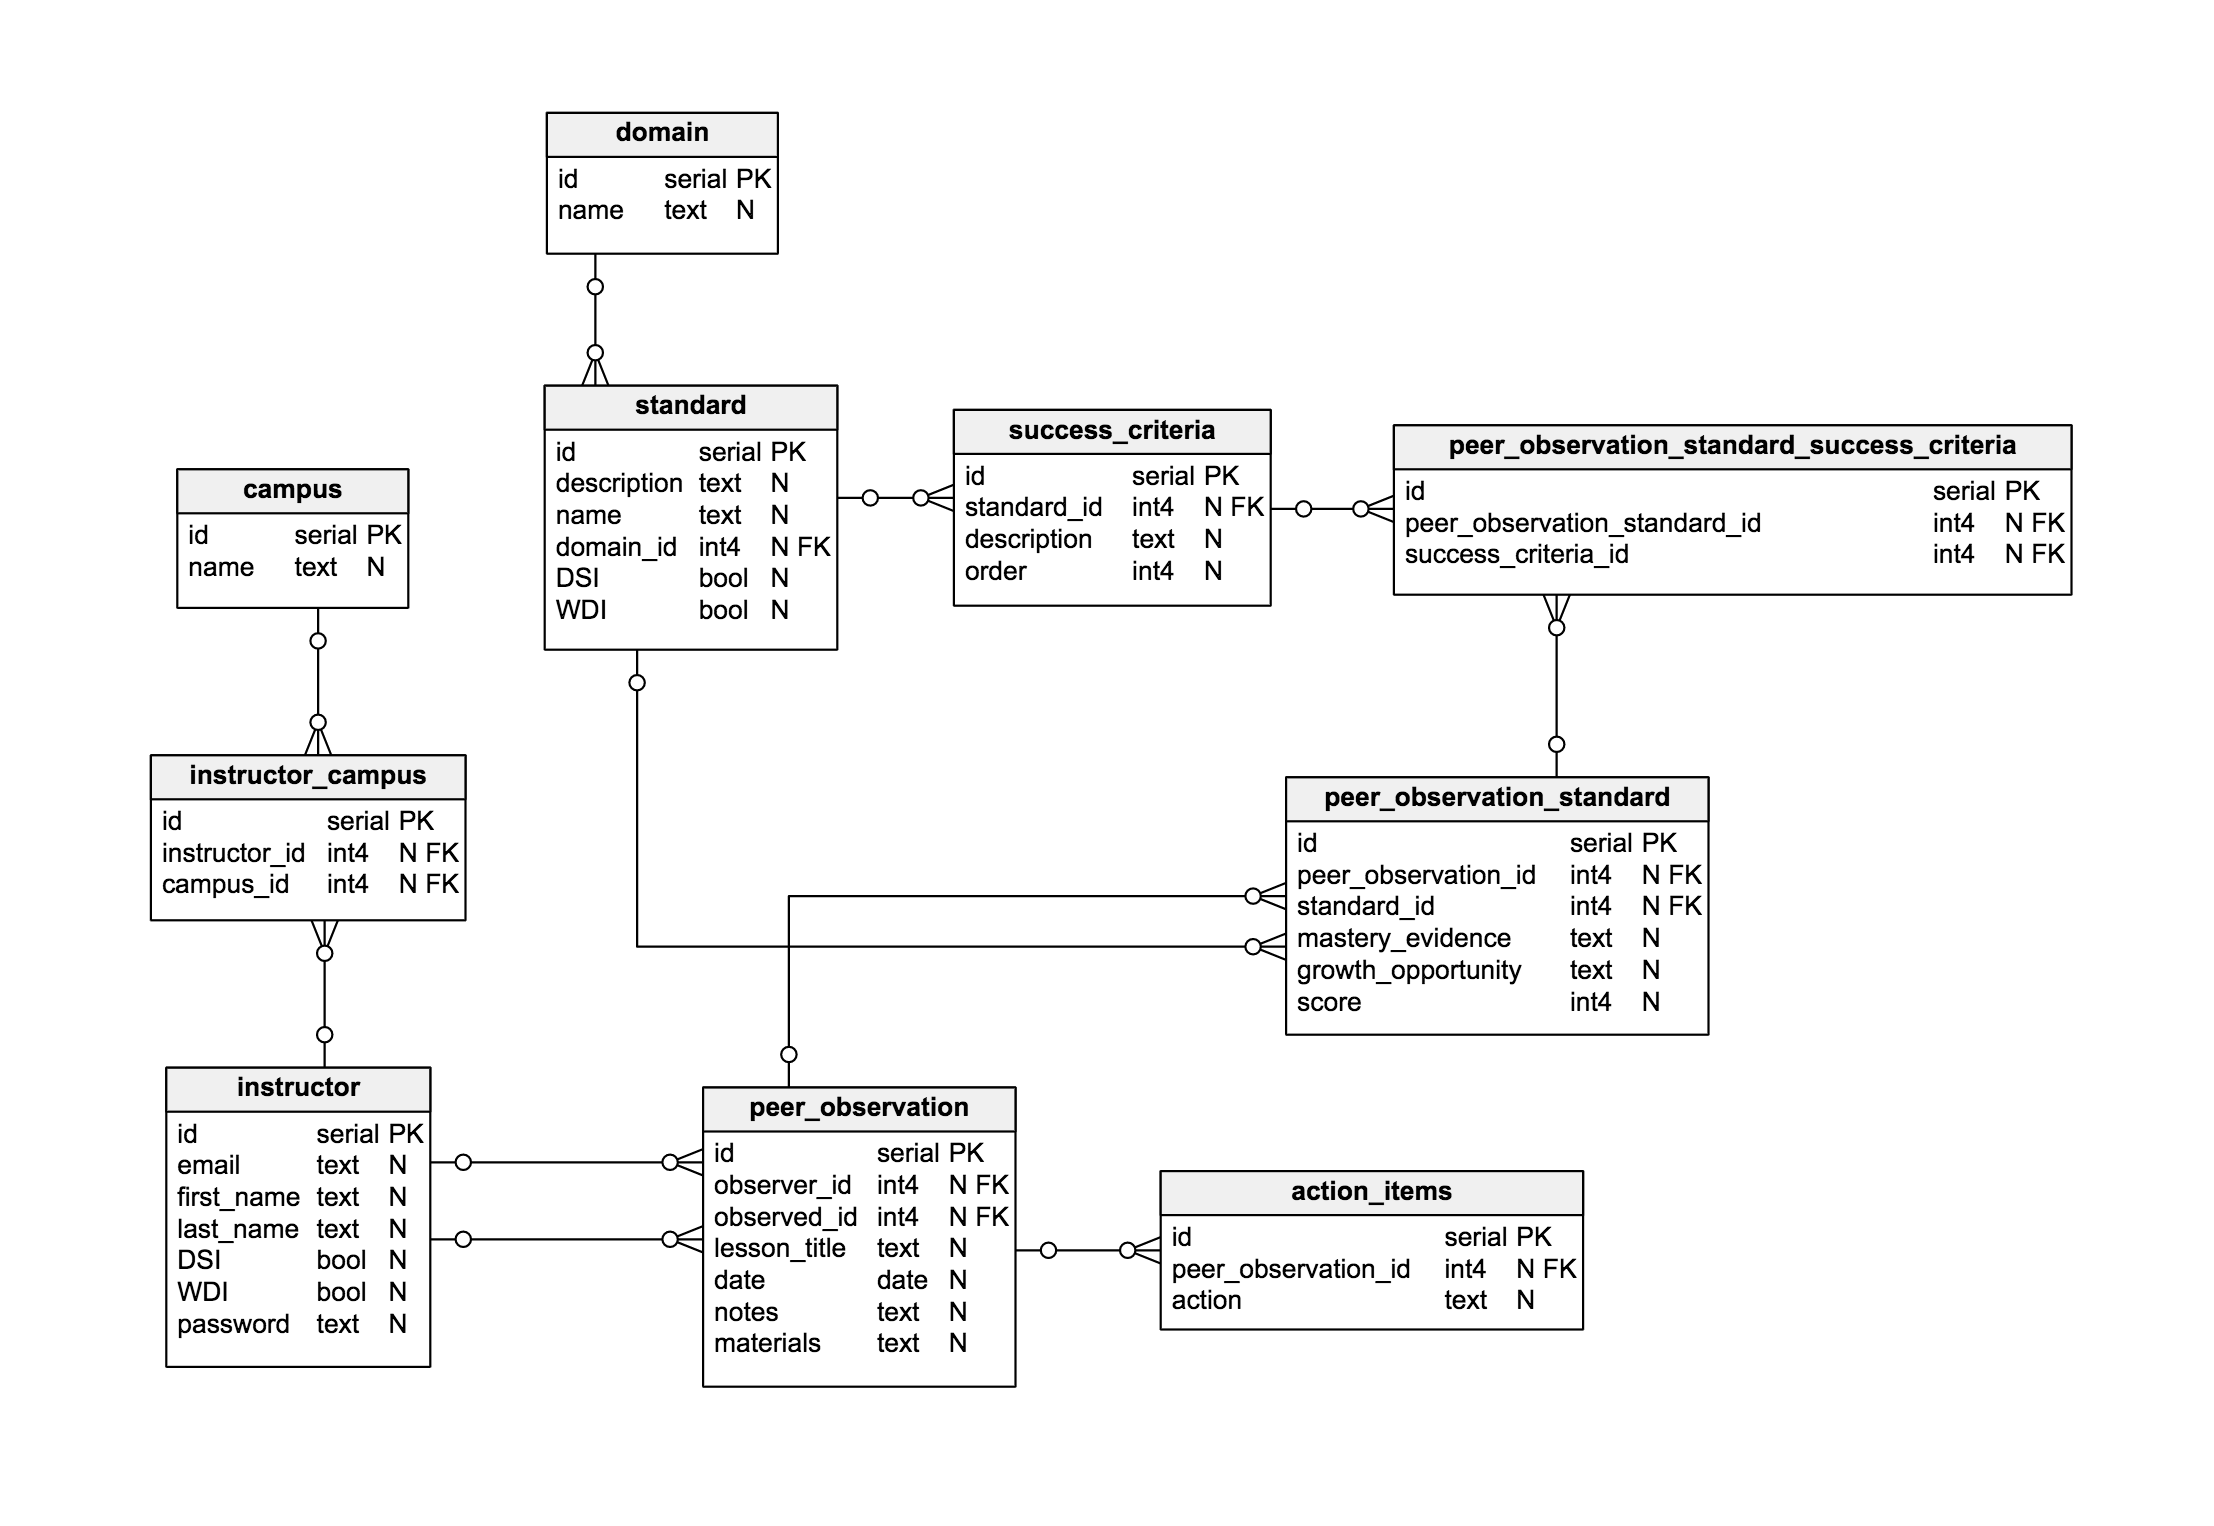 domain
id serial PK
name text N
standard
id serial PK
description text N
name text N
domain_id int4 N FK
DSI bool N
WDI bool N
success_criteria
id serial PK
standard_id int4 N FK
description text N
order int4 N
peer_observation_standard_success_criteria
id serial PK
peer_observation_standard_id int4 N FK
success_criteria_id int4 N FK
campus
id serial PK
name text N
instructor_campus
id serial PK
instructor_id int4 N FK
campus_id int4 N FK
peer_observation_standard
id serial PK
peer_observation_id int4 N FK
standard_id int4 N FK
mastery_evidence text N
growth_opportunity text N
score int4 N
instructor
id serial PK
email text N
first_name text N
last_name text N
DSI bool N
WDI bool N
password text N
peer_observation
id serial PK
observer_id int4 N FK
observed_id int4 N FK
lesson_title text N
date date N
notes text N
materials text N
action_items
id serial PK
peer_observation_id int4 N FK
action text N